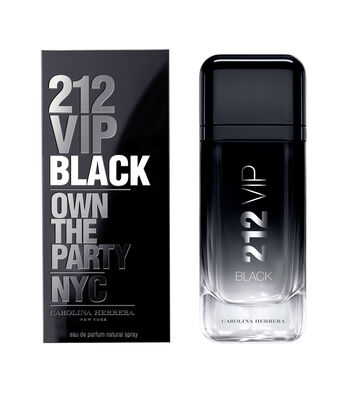 212
VIP
BLACK
OWN
THE
PARTY
NYC
CAROLINA HERRERA
NEW YORK
eau de parfum natural spray
212 VIP
BLACK
CAROLINA HERRERA